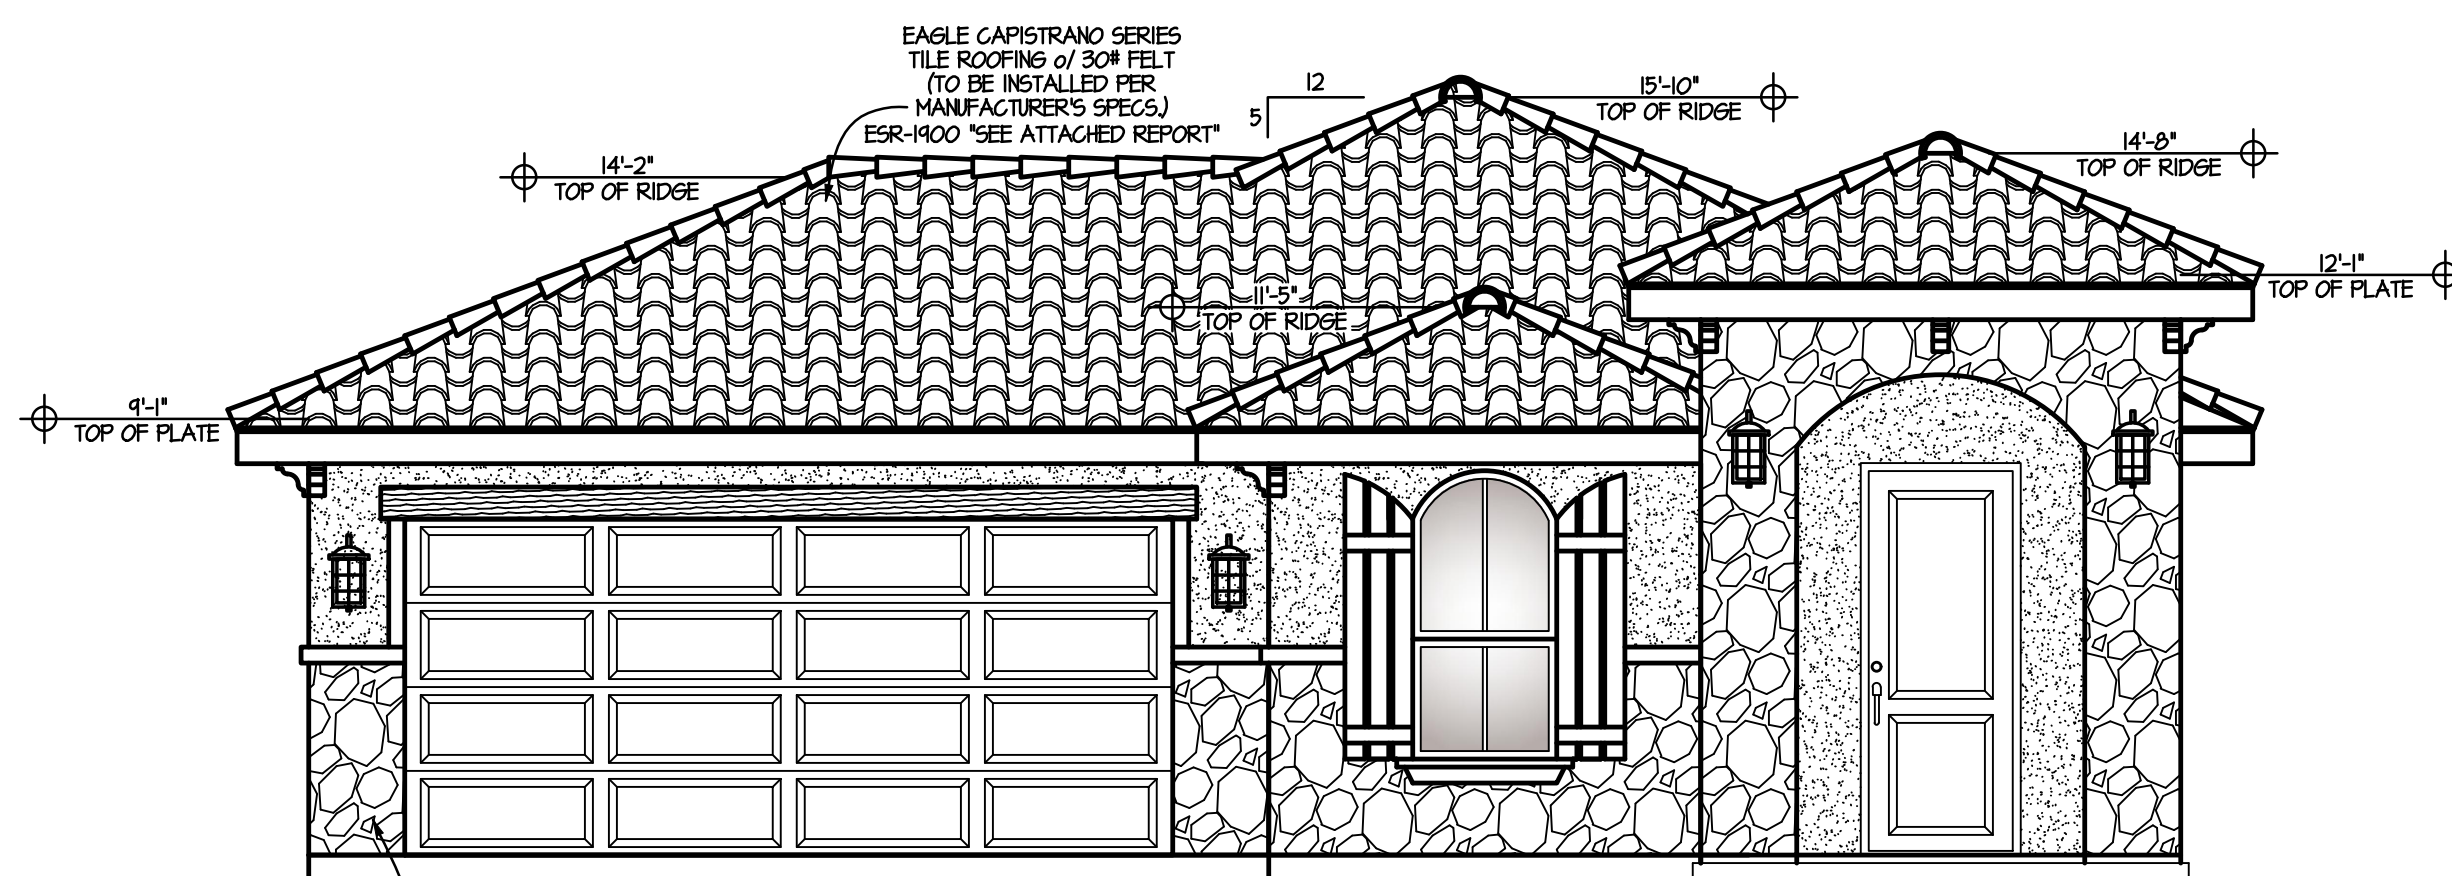 EAGLE CAPISTRANO SERIES
TILE ROOFING o/ 30# FELT
(TO BE INSTALLED PER
MANUFACTURER'S SPECS.)
ESR-1900 "SEE ATTACHED REPORT"
12
5
15'-10"
TOP OF RIDGE
14'-8"
TOP OF RIDGE
14'-2"
TOP OF RIDGE
12'-1"
TOP OF PLATE
11'-5"
TOP OF RIDGE
9'-1"
TOP OF PLATE